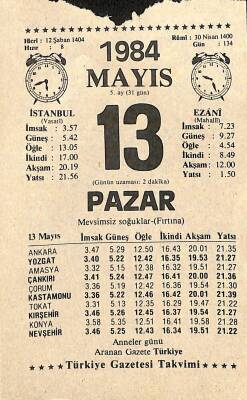 Hicri : 12 Şaban 1404
Hızır : 8
Rûmî : 30 Nisan 1400
Gün : 134
1984
MAYIS
5. ay (31 gün)
İSTANBUL
(Vasatî)
İmsak : 3.57
Güneş : 5.42
Öğle : 13.05
İkindi : 17.00
Akşam : 20.19
Yatsı : 21.56
13
EZÂNÎ
(Mahallî)
İmsak : 7.23
Güneş : 9.27
Öğle : 4.54
İkindi : 8.49
Akşam : 12.00
Yatsı : 1.50
(Günün uzaması: 2 dakika)
PAZAR
Mevsimsiz soğuklar-(Fırtına)
13 Mayıs İmsak Güneş Öğle İkindi Akşam Yatsı
ANKARA 3.47 5.29 12.50 16.43 20.01 21.35
YOZGAT 3.40 5.22 12.42 16.35 19.53 21.27
AMASYA 3.32 5.15 12.38 16.32 19.51 21.27
ÇANKIRI 3.41 5.24 12.47 16.41 20.00 21.36
ÇORUM 3.36 5.19 12.42 16.36 19.54 21.30
KASTAMONU 3.36 5.22 12.46 16.42 20.01 21.39
TOKAT 3.31 5.13 12.35 16.29 19.47 21.22
KIRŞEHİR 3.46 5.26 12.45 16.37 19.54 21.27
KONYA 3.58 5.35 12.51 16.41 19.58 21.28
NEVŞEHİR 3.46 5.25 12.43 16.34 19.51 21.22
Anneler günü
Aranan Gazete Türkiye
Türkiye Gazetesi Takvimi